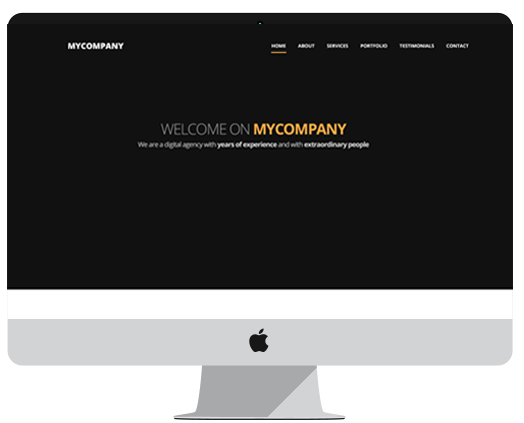 MYCOMPANY HOME ABOUT SERVICES PORTFOLIO TESTIMONIALS CONTACT
WELCOME ON MYCOMPANY
We are a digital agency with years of experience and with extraordinary people